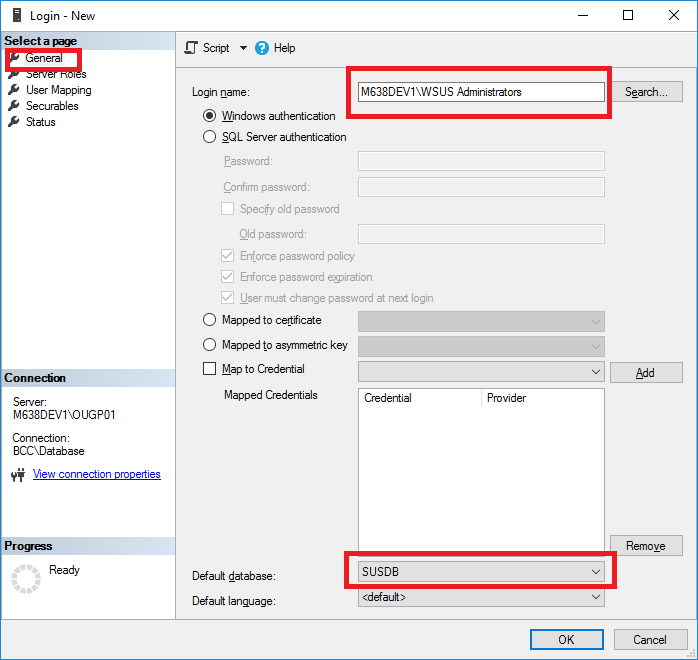 Login - New
Select a page
General
Server Roles
User Mapping
Securables
Status
Script
Help
Login name:
M638DEV1\WSUS Administrators
Search...
Windows authentication
SQL Server authentication
Password:
Confirm password:
Specify old password
Old password:
Enforce password policy
Enforce password expiration
User must change password at next login
Mapped to certificate
Mapped to asymmetric key
Map to Credential
Add
Mapped Credentials
Credential
Provider
Remove
Default database:
SUSDB
Default language:
<default>
Connection
Server:
M638DEV1\OUGP01
Connection:
BCC\Database
View connection properties
Progress
Ready
OK
Cancel